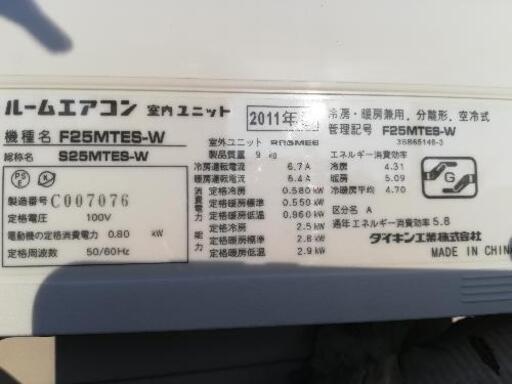 ルームエアコン 室内ユニット
2011年
冷房・暖房兼用, 分離形, 空冷式
機種名 F25MTES-W
管理記号 F25MTES-W
総称名 S25MTES-W
室外ユニット
製品質量 9 kg
冷房運転電流 6.7 A
暖房運転電流 6.4 A
定格冷房 0.580 kW
定格暖房標準 0.550 kW
定格暖房低温 0.960 kW
定格冷房 2.5 kW
定格暖房標準 2.8 kW
定格暖房低温 2.9 kW
エネルギー消費効率
冷房 4.31
暖房 5.09
冷暖房平均 4.70
区分名 A
通年エネルギー消費効率 5.8
製造番号 C007076
定格電圧 100V
電動機の定格消費電力 0.80 kW
定格周波数 50/60Hz
PS
E
G
ダイキン工業株式会社
MADE IN CHIN